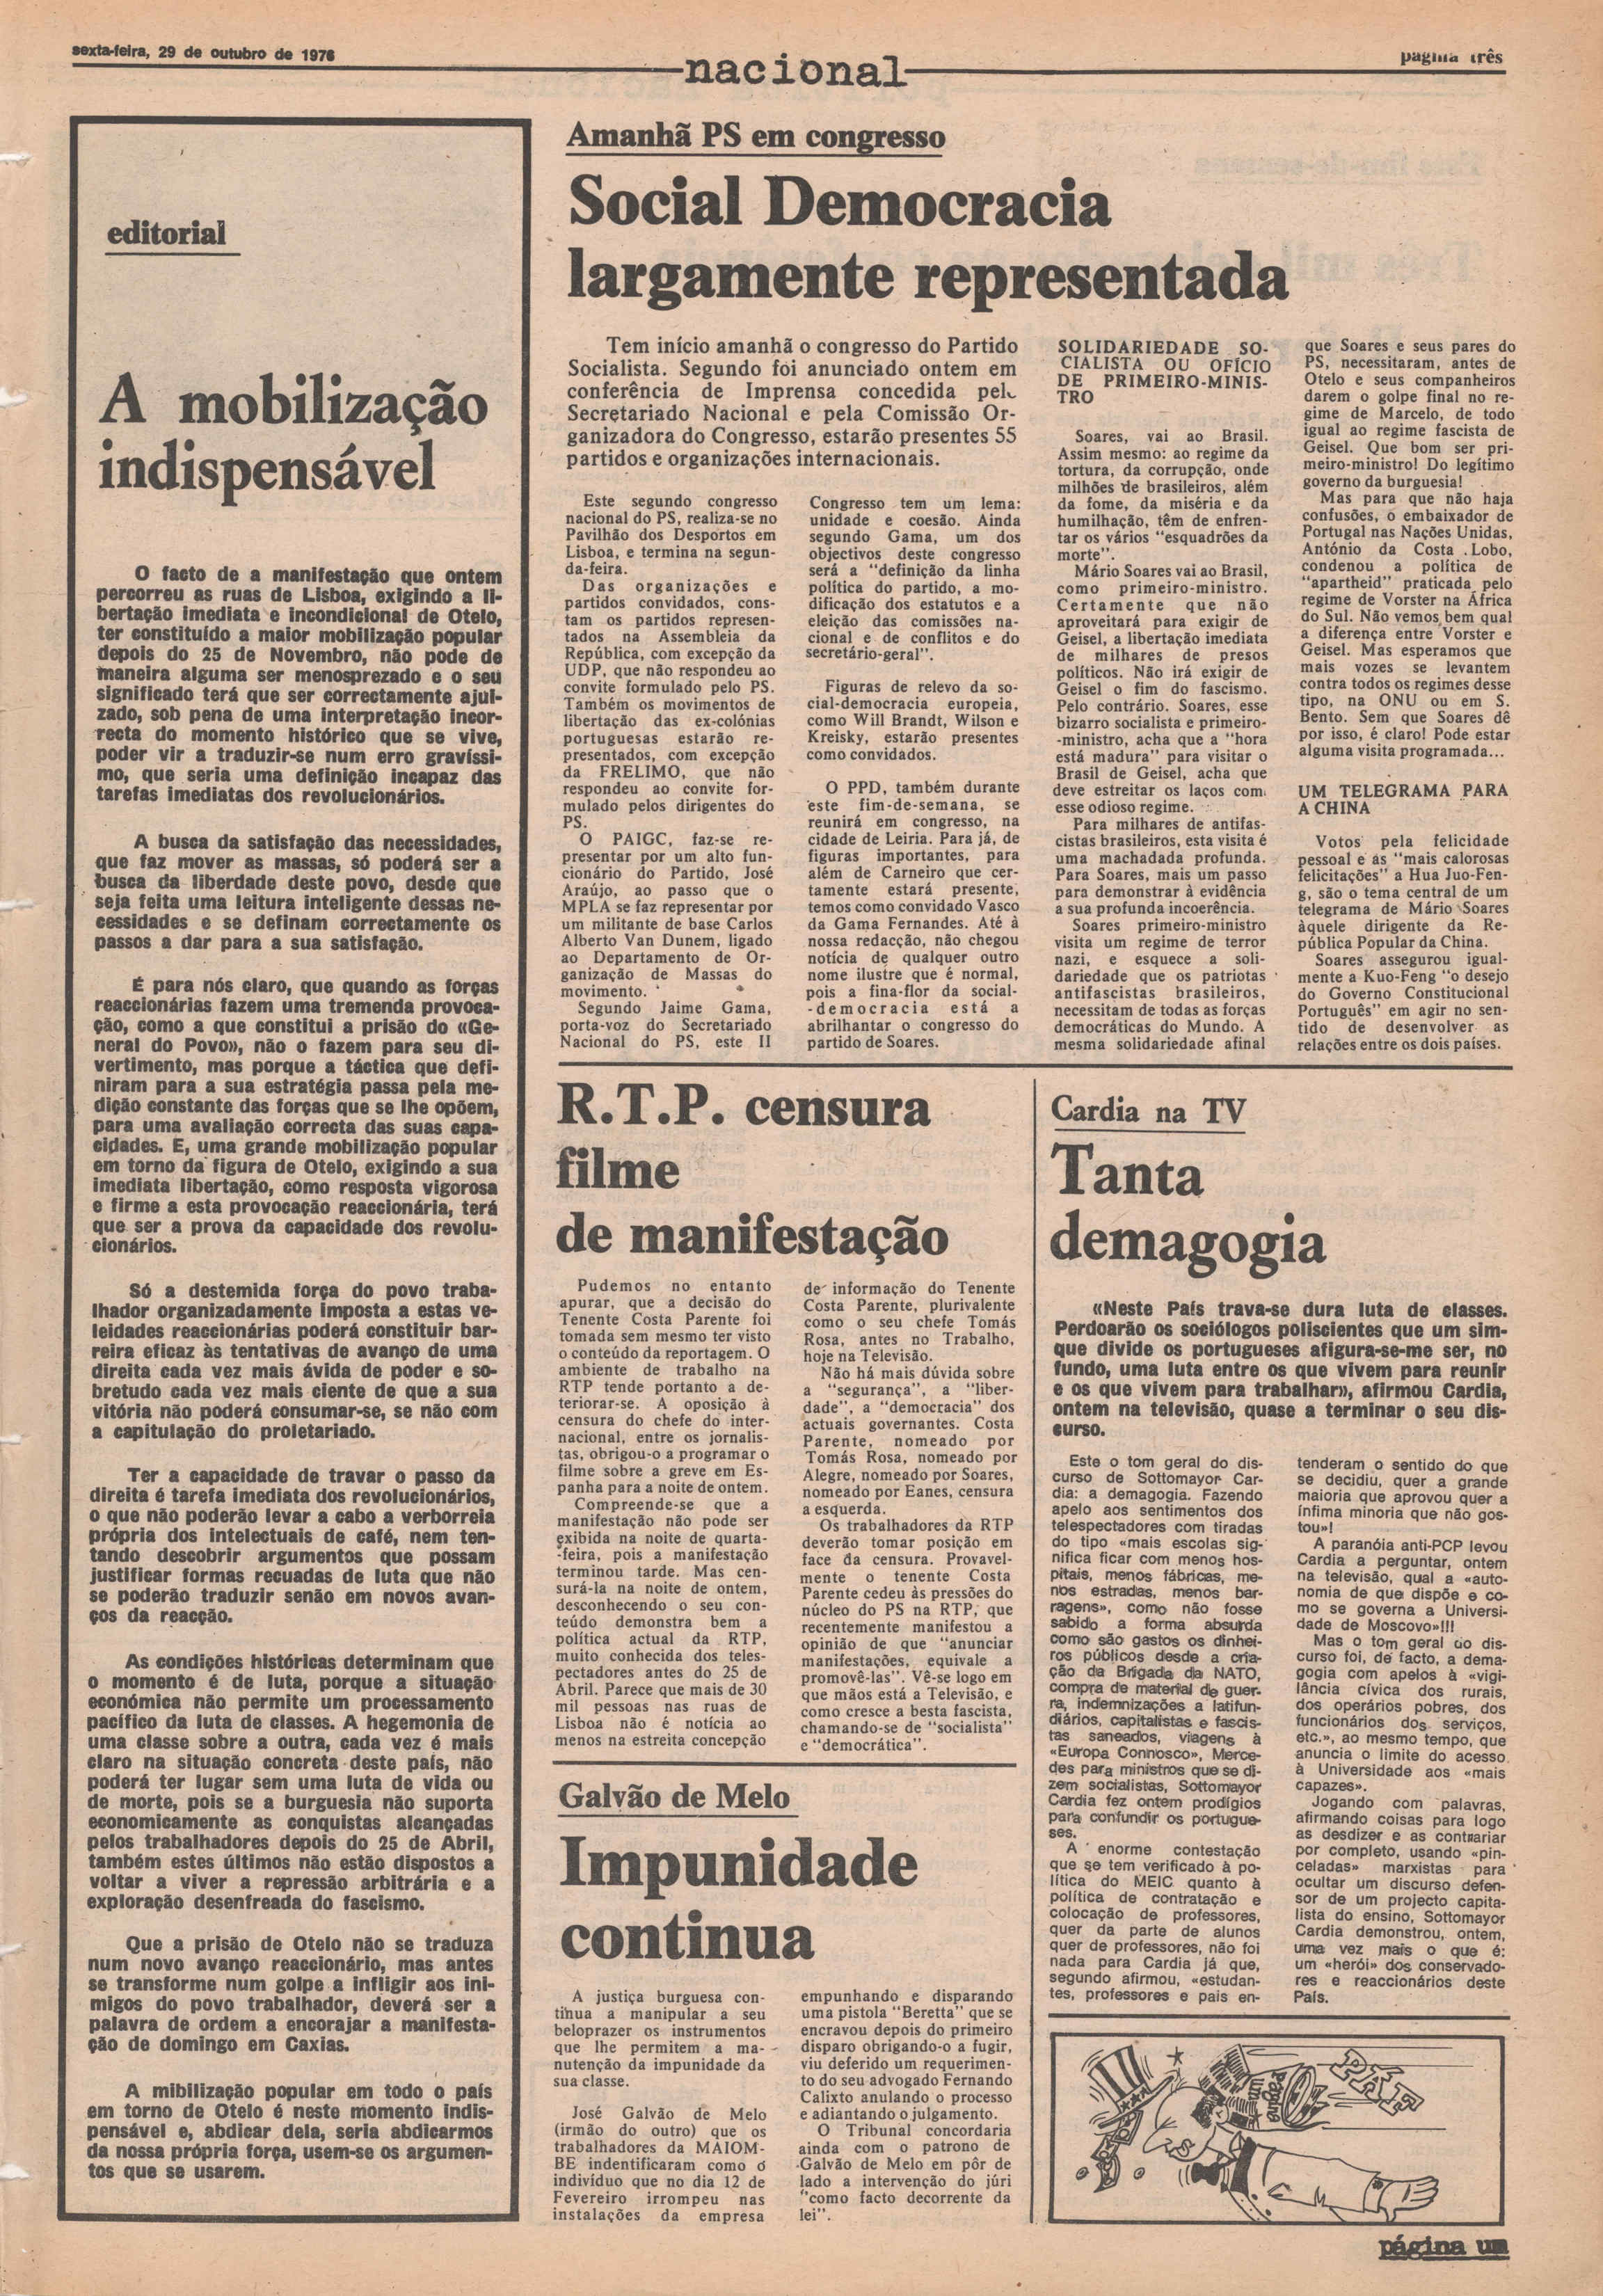 sexta-feira, 29 de outubro de 1976
nacional
página três
editorial
A mobilização
indispensável
O facto de a manifestação que ontem
percorreu as ruas de Lisboa, exigindo a li-
bertação imediata e incondicional de Otelo,
ter constituído a maior mobilização popular
depois do 25 de Novembro, não pode de
maneira alguma ser menosprezado e o seu
significado terá que ser correctamente ajuí-
zado, sob pena de uma interpretação incor-
recta do momento histórico que se vive,
poder vir a traduzir-se num erro gravíssi-
mo, que seria uma definição incapaz das
tarefas imediatas dos revolucionários.
A busca da satisfação das necessidades,
que faz mover as massas, só poderá ser a
busca da liberdade deste povo, desde que
seja feita uma leitura inteligente dessas ne-
cessidades e se definam correctamente os
passos a dar para a sua satisfação.
É para nós claro, que quando as forças
reaccionárias fazem uma tremenda provoca-
ção, como a que constitui a prisão do «Ge-
neral do Povo», não o fazem para seu di-
vertimento, mas porque a táctica que defi-
niram para a sua estratégia passa pela me-
dição constante das forças que se lhe opõem,
para uma avaliação correcta das suas capa-
cidades. E, uma grande mobilização popular
em torno da figura de Otelo, exigindo a sua
imediata libertação, como resposta vigorosa
e firme a esta provocação reaccionária, terá
que ser a prova da capacidade dos revolu-
cionários.
Só a destemida força do povo traba-
lhador organizadamente imposta a estas ve-
leidades reaccionárias poderá constituir bar-
reira eficaz às tentativas de avanço de uma
direita cada vez mais ávida de poder e so-
bretudo cada vez mais ciente de que a sua
vitória não poderá consumar-se, se não com
a capitulação do proletariado.
Ter a capacidade de travar o passo da
direita é tarefa imediata dos revolucionários,
o que não poderão levar a cabo a verborreia
própria dos intelectuais de café, nem ten-
tando descobrir argumentos que possam
justificar formas recuadas de luta que não
se poderão traduzir senão em novos avan-
ços da reacção.
As condições históricas determinam que
o momento é de luta, porque a situação
económica não permite um processamento
pacífico da luta de classes. A hegemonia de
uma classe sobre a outra, cada vez é mais
claro na situação concreta deste país, não
poderá ter lugar sem uma luta de vida ou
de morte, pois se a burguesia não suporta
economicamente as conquistas alcançadas
pelos trabalhadores depois do 25 de Abril,
também estes últimos não estão dispostos a
voltar a viver a repressão arbitrária e a
exploração desenfreada do fascismo.
Que a prisão de Otelo não se traduza
num novo avanço reaccionário, mas antes
se transforme num golpe a infligir aos ini-
migos do povo trabalhador, deverá ser a
palavra de ordem a encorajar a manifesta-
ção de domingo em Caxias.
A mibilização popular em todo o país
em torno de Otelo é neste momento indis-
pensável e, abdicar dela, seria abdicarmos
da nossa própria força, usem-se os argumen-
tos que se usarem.
Amanhã PS em congresso
Social Democracia
largamente representada
Tem início amanhã o congresso do Partido
Socialista. Segundo foi anunciado ontem em
conferência de Imprensa concedida pelo
Secretariado Nacional e pela Comissão Or-
ganizadora do Congresso, estarão presentes 55
partidos e organizações internacionais.
Este segundo congresso
nacional do PS, realiza-se no
Pavilhão dos Desportos em
Lisboa, e termina na segun-
da-feira.
Das organizações e
partidos convidados, cons-
tam os partidos represen-
tados na Assembleia da
República, com excepção da
UDP, que não respondeu ao
convite formulado pelo PS.
Também os movimentos de
libertação das ex-colónias
portuguesas estarão re-
presentados, com excepção
da FRELIMO, que não
respondeu ao convite for-
mulado pelos dirigentes do
PS.
O PAIGC, faz-se re-
presentar por um alto fun-
cionário do Partido, José
Araújo, ao passo que o
MPLA se faz representar por
um militante de base Carlos
Alberto Van Dunem, ligado
ao Departamento de Or-
ganização de Massas do
movimento.
Segundo Jaime Gama,
porta-voz do Secretariado
Nacional do PS, este II
Congresso tem um lema:
unidade e coesão. Ainda
segundo Gama, um dos
objectivos deste congresso
será a "definição da linha
política do partido, a mo-
dificação dos estatutos e a
eleição das comissões na-
cional e de conflitos e do
secretário-geral".
Figuras de relevo da so-
cial-democracia europeia,
como Will Brandt, Wilson e
Kreisky, estarão presentes
como convidados.
O PPD, também durante
este fim-de-semana, se
reunirá em congresso, na
cidade de Leiria. Para já, de
figuras importantes, para
além de Carneiro que cer-
tamente estará presente,
temos como convidado Vasco
da Gama Fernandes. Até à
nossa redacção, não chegou
notícia de qualquer outro
nome ilustre que é normal,
pois a fina-flor da social-
-democracia está a
abrilhantar o congresso do
partido de Soares.
SOLIDARIEDADE SO-
CIALISTA OU OFÍCIO
DE PRIMEIRO-MINIS-
TRO
Soares, vai ao Brasil.
Assim mesmo: ao regime da
tortura, da corrupção, onde
milhões de brasileiros, além
da fome, da miséria e da
humilhação, têm de enfren-
tar os vários "esquadrões da
morte".
Mário Soares vai ao Brasil,
como primeiro-ministro.
Certamente que não
aproveitará para exigir de
Geisel, a libertação imediata
de milhares de presos
políticos. Não irá exigir de
Geisel o fim do fascismo.
Pelo contrário. Soares, esse
bizarro socialista e primeiro-
-ministro, acha que a "hora
está madura" para visitar o
Brasil de Geisel, acha que
deve estreitar os laços com
esse odioso regime.
Para milhares de antifas-
cistas brasileiros, esta visita é
uma machadada profunda.
Para Soares, mais um passo
para demonstrar à evidência
a sua profunda incoerência.
Soares primeiro-ministro
visita um regime de terror
nazi, e esquece a soli-
dariedade que os patriotas
antifascistas brasileiros,
necessitam de todas as forças
democráticas do Mundo. A
mesma solidariedade afinal
que Soares e seus pares do
PS, necessitaram, antes de
Otelo e seus companheiros
darem o golpe final no re-
gime de Marcelo, de todo
igual ao regime fascista de
Geisel. Que bom ser pri-
meiro-ministro! Do legítimo
governo da burguesia!
Mas para que não haja
confusões, o embaixador de
Portugal nas Nações Unidas,
António da Costa Lobo,
condenou a política de
"apartheid" praticada pelo
regime de Vorster na África
do Sul. Não vemos bem qual
a diferença entre Vorster e
Geisel. Mas esperamos que
mais vozes se levantem
contra todos os regimes desse
tipo, na ONU ou em S.
Bento. Sem que Soares dê
por isso, é claro! Pode estar
alguma visita programada...
UM TELEGRAMA PARA
A CHINA
Votos pela felicidade
pessoal e às "mais calorosas
felicitações" a Hua Juo-Fen-
g, são o tema central de um
telegrama de Mário Soares
àquele dirigente da Re-
pública Popular da China.
Soares assegurou igual-
mente a Kuo-Feng "o desejo
do Governo Constitucional
Português" em agir no sen-
tido de desenvolver as
relações entre os dois países.
R.T.P. censura
filme
de manifestação
Pudemos no entanto
apurar, que a decisão do
Tenente Costa Parente foi
tomada sem mesmo ter visto
o conteúdo da reportagem. O
ambiente de trabalho na
RTP tende portanto a de-
teriorar-se. A oposição à
censura do chefe do inter-
nacional, entre os jornalis-
tas, obrigou-o a programar o
filme sobre a greve em Es-
panha para a noite de ontem.
Compreende-se que a
manifestação não pode ser
exibida na noite de quarta-
-feira, pois a manifestação
terminou tarde. Mas cen-
surá-la na noite de ontem,
desconhecendo o seu con-
teúdo demonstra bem a
política actual da RTP,
muito conhecida dos teles-
pectadores antes do 25 de
Abril. Parece que mais de 30
mil pessoas nas ruas de
Lisboa não é notícia ao
menos na estreita concepção
de informação do Tenente
Costa Parente, plurivalente
como o seu chefe Tomás
Rosa, antes no Trabalho,
hoje na Televisão.
Não há mais dúvida sobre
a "segurança", a "liber-
dade", a "democracia" dos
actuais governantes. Costa
Parente, nomeado por
Tomás Rosa, nomeado por
Alegre, nomeado por Soares,
nomeado por Eanes, censura
a esquerda.
Os trabalhadores da RTP
deverão tomar posição em
face da censura. Provavel-
mente o tenente Costa
Parente cedeu às pressões do
núcleo do PS na RTP, que
recentemente manifestou a
opinião de que "anunciar
manifestações, equivale a
promovê-las". Vê-se logo em
que mãos está a Televisão, e
como cresce a besta fascista,
chamando-se de "socialista"
e "democrática".
Galvão de Melo
Impunidade
continua
A justiça burguesa con-
tinua a manipular a seu
beloprazer os instrumentos
que lhe permitem a ma-
nutenção da impunidade da
sua classe.
José Galvão de Melo
(irmão do outro) que os
trabalhadores da MAIOM-
BE indentificaram como o
indivíduo que no dia 12 de
Fevereiro irrompeu nas
instalações da empresa
empunhando e disparando
uma pistola "Beretta" que se
encravou depois do primeiro
disparo obrigando-o a fugir,
viu deferido um requerimen-
to do seu advogado Fernando
Calixto anulando o processo
e adiantando o julgamento.
O Tribunal concordaria
ainda com o patrono de
Galvão de Melo em pôr de
lado a intervenção do júri
"como facto decorrente da
lei".
Cardia na TV
Tanta
demagogia
«Neste País trava-se dura luta de classes.
Perdoarão os sociólogos poliscientes que um sim-
que divide os portugueses afigura-se-me ser, no
fundo, uma luta entre os que vivem para reunir
e os que vivem para trabalhar», afirmou Cardia,
ontem na televisão, quase a terminar o seu dis-
curso.
Este o tom geral do dis-
curso de Sottomayor Car-
dia: a demagogia. Fazendo
apelo aos sentimentos dos
telespectadores com tiradas
do tipo «mais escolas sig-
nifica ficar com menos hos-
pitais, menos fábricas, me-
nos estradas, menos bar-
ragens», como não fosse
sabido a forma absurda
como são gastos os dinhei-
ros públicos desde a cria-
ção da Brigada da NATO,
compra de material de guer-
ra, indemnizações a latifun-
diários, capitalistas e fascis-
tas saneados, viagens à
«Europa Connosco», Merce-
des para ministros que se di-
zem socialistas, Sottomayor
Cardia fez ontem prodígios
para confundir os portugue-
ses.
A enorme contestação
que se tem verificado à po-
lítica do MEIC quanto à
política de contratação e
colocação de professores,
quer da parte de alunos
quer de professores, não foi
nada para Cardia já que,
segundo afirmou, «estudan-
tes, professores e pais en-
tenderam o sentido do que
se decidiu, quer a grande
maioria que aprovou quer a
ínfima minoria que não gos-
tou»!
A paranóia anti-PCP levou
Cardia a perguntar, ontem
na televisão, qual a «auto-
nomia de que dispõe e co-
mo se governa a Universi-
dade de Moscovo»!!!
Mas o tom geral do dis-
curso foi, de facto, a dema-
gogia com apelos à «vigi-
lância cívica dos rurais,
dos operários pobres, dos
funcionários dos serviços,
etc.», ao mesmo tempo, que
anuncia o limite do acesso
à Universidade aos «mais
capazes».
Jogando com palavras,
afirmando coisas para logo
as desdizer e as contrariar
por completo, usando «pin-
celadas» marxistas para
ocultar um discurso defen-
sor de um projecto capita-
lista do ensino, Sottomayor
Cardia demonstrou, ontem,
uma vez mais o que é:
um «herói» dos conservado-
res e reaccionários deste
País.
PAF
página
um
página um